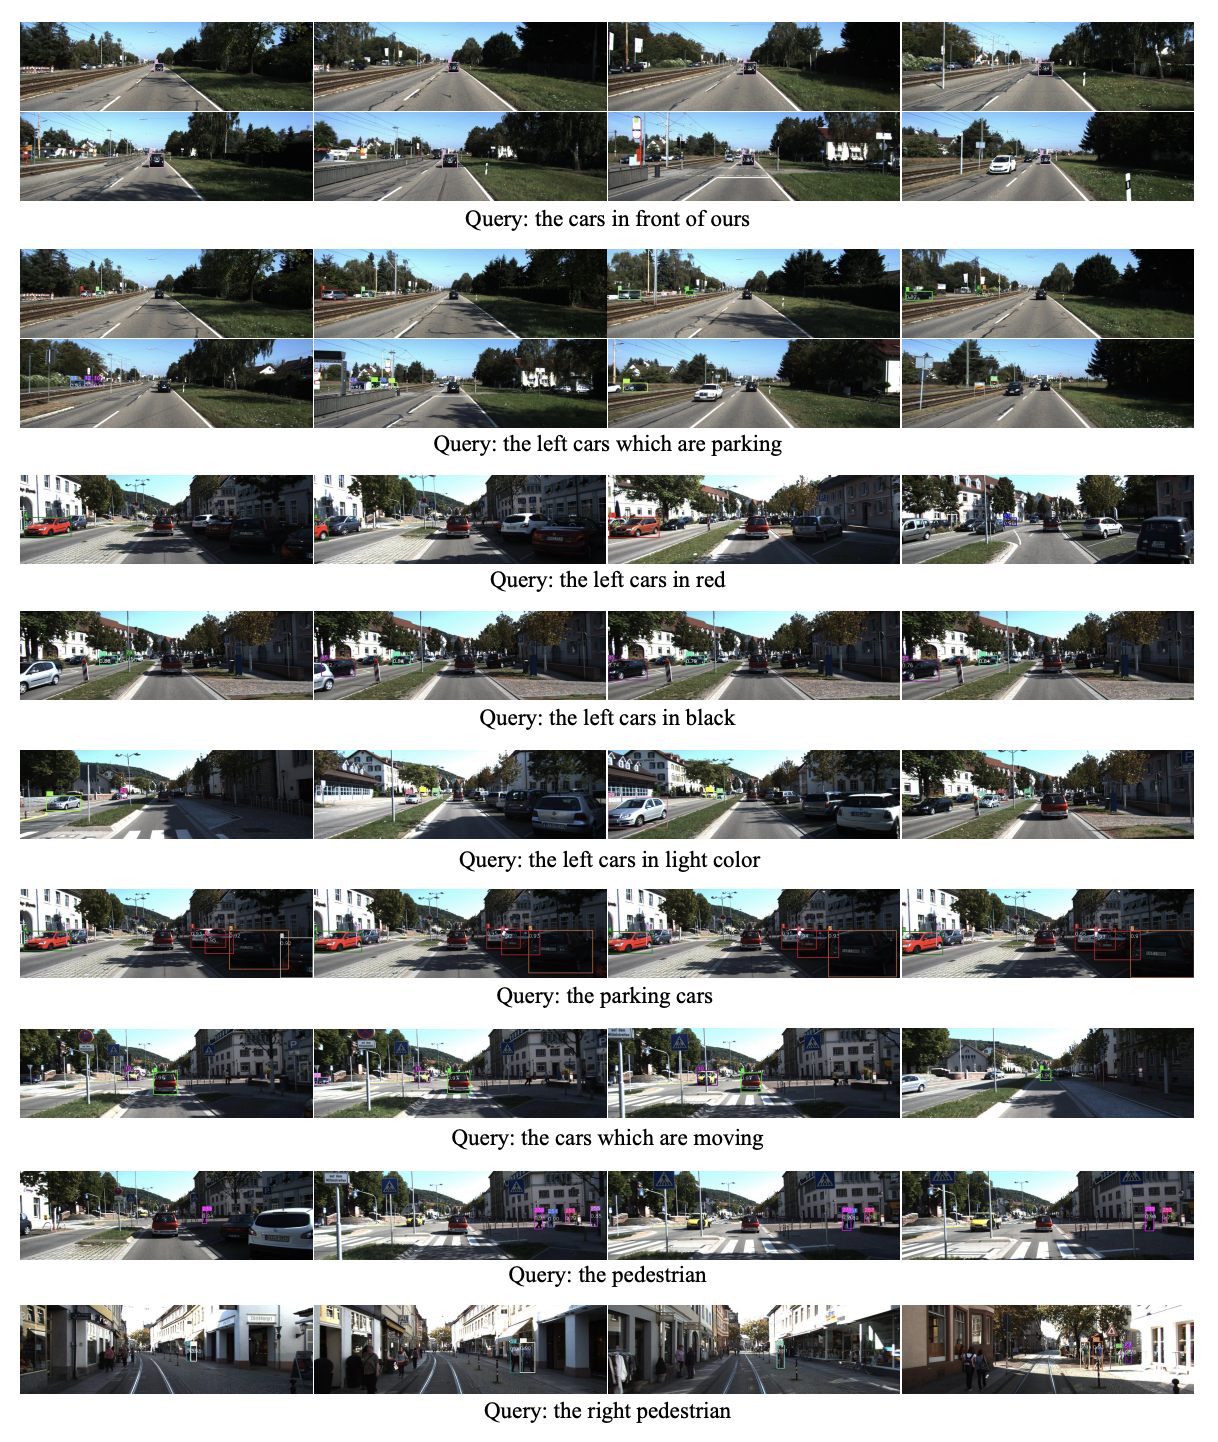 Query: the cars in front of ours
Query: the left cars which are parking
Query: the left cars in red
Query: the left cars in black
Query: the left cars in light color
Query: the parking cars
Query: the cars which are moving
Query: the pedestrian
Query: the right pedestrian